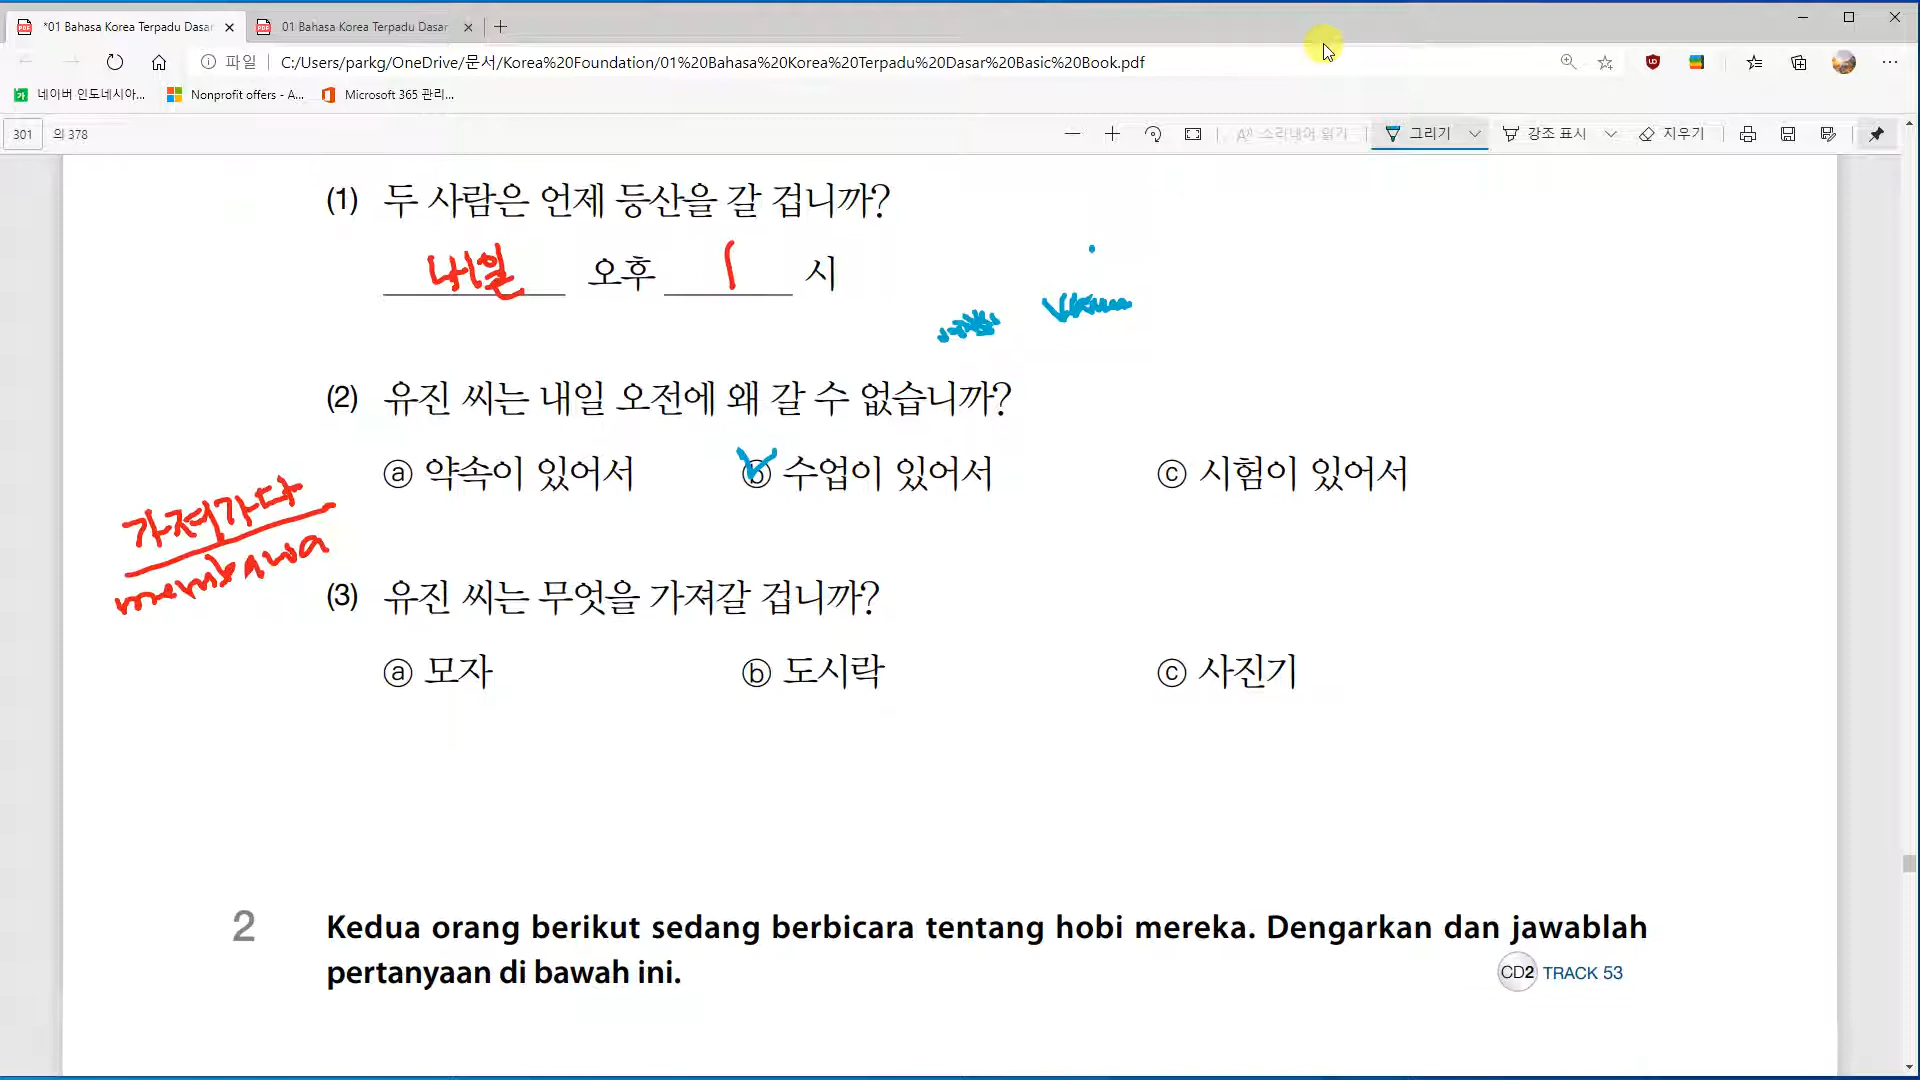 *01 Bahasa Korea Terpadu Dasar
01 Bahasa Korea Terpadu Dasar
파일
C:/Users/parkg/OneDrive/문서/Korea%20Foundation/01%20Bahasa%20Korea%20Terpadu%20Dasar%20Basic%20Book.pdf
네이버 인도네시아...
Nonprofit offers - A...
Microsoft 365 관리...
301 의 378
소리내어 읽기
그리기
강조 표시
지우기
(1) 두 사람은 언제 등산을 갈 겁니까?
내일 오후 1 시
(2) 유진 씨는 내일 오전에 왜 갈 수 없습니까?
ⓐ 약속이 있어서 ⓑ 수업이 있어서 ⓒ 시험이 있어서
가져가다
membawa
(3) 유진 씨는 무엇을 가져갈 겁니까?
ⓐ 모자 ⓑ 도시락 ⓒ 사진기
2 Kedua orang berikut sedang berbicara tentang hobi mereka. Dengarkan dan jawablah
pertanyaan di bawah ini.
CD2 TRACK 53